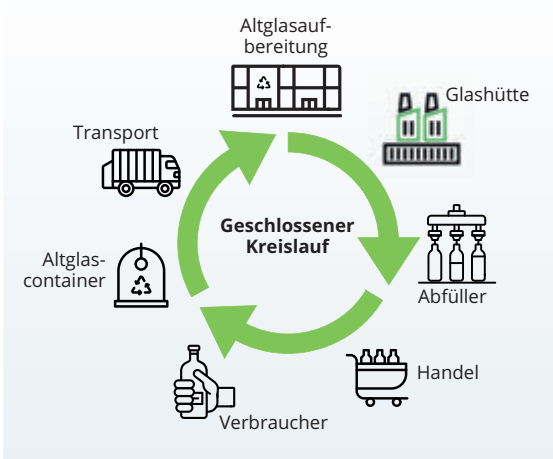 Altglasauf-
bereitung
Glashütte
Transport
Geschlossener
Kreislauf
Altglas-
container
Abfüller
Handel
Verbraucher